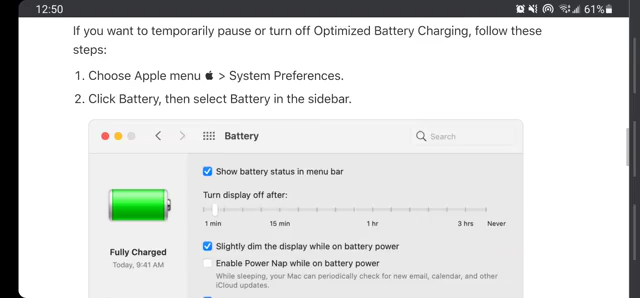 12:50
61%
If you want to temporarily pause or turn off Optimized Battery Charging, follow these
steps:
1. Choose Apple menu  > System Preferences.
2. Click Battery, then select Battery in the sidebar.
Battery
Search
Show battery status in menu bar
Turn display off after:
1 min 15 min 1 hr 3 hrs Never
Fully Charged
Today, 9:41 AM
Slightly dim the display while on battery power
Enable Power Nap while on battery power
While sleeping, your Mac can periodically check for new email, calendar, and other
iCloud updates.